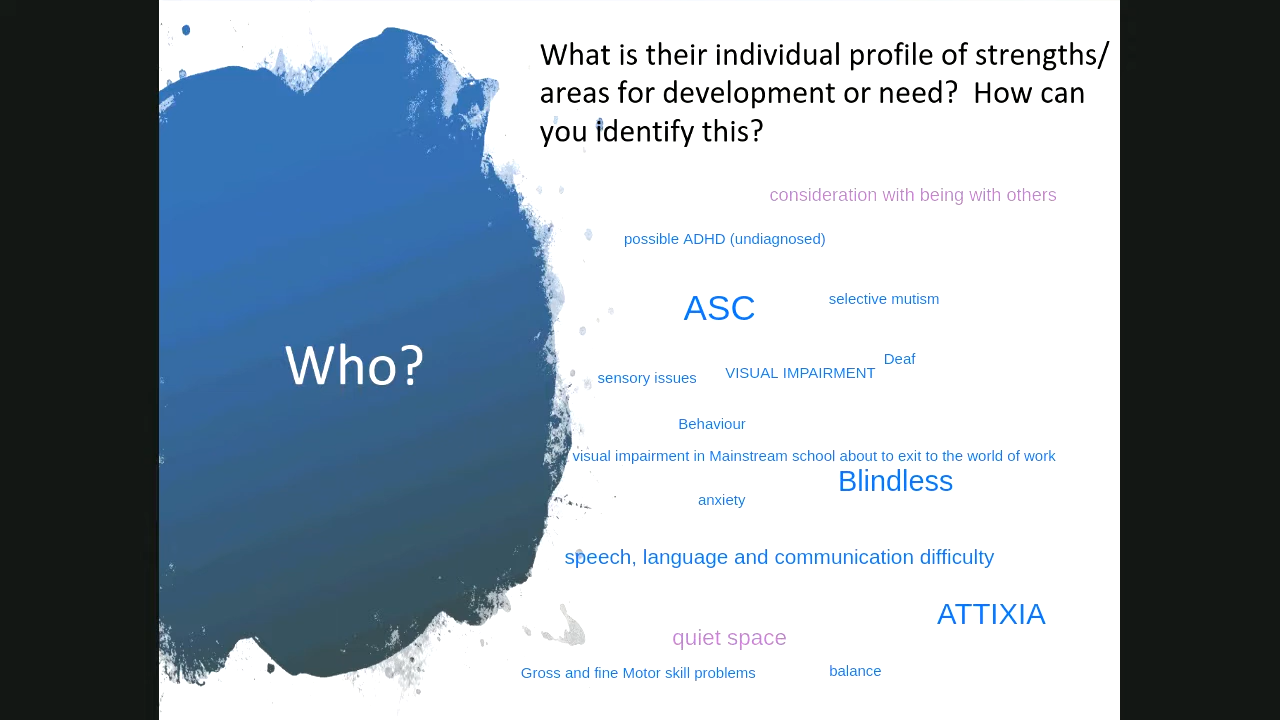 What is their individual profile of strengths/
areas for development or need? How can
you identify this?
consideration with being with others
possible ADHD (undiagnosed)
ASC
selective mutism
Who?
Deaf
VISUAL IMPAIRMENT
sensory issues
Behaviour
visual impairment in Mainstream school about to exit to the world of work
Blindless
anxiety
speech, language and communication difficulty
ATTIXIA
quiet space
Gross and fine Motor skill problems
balance